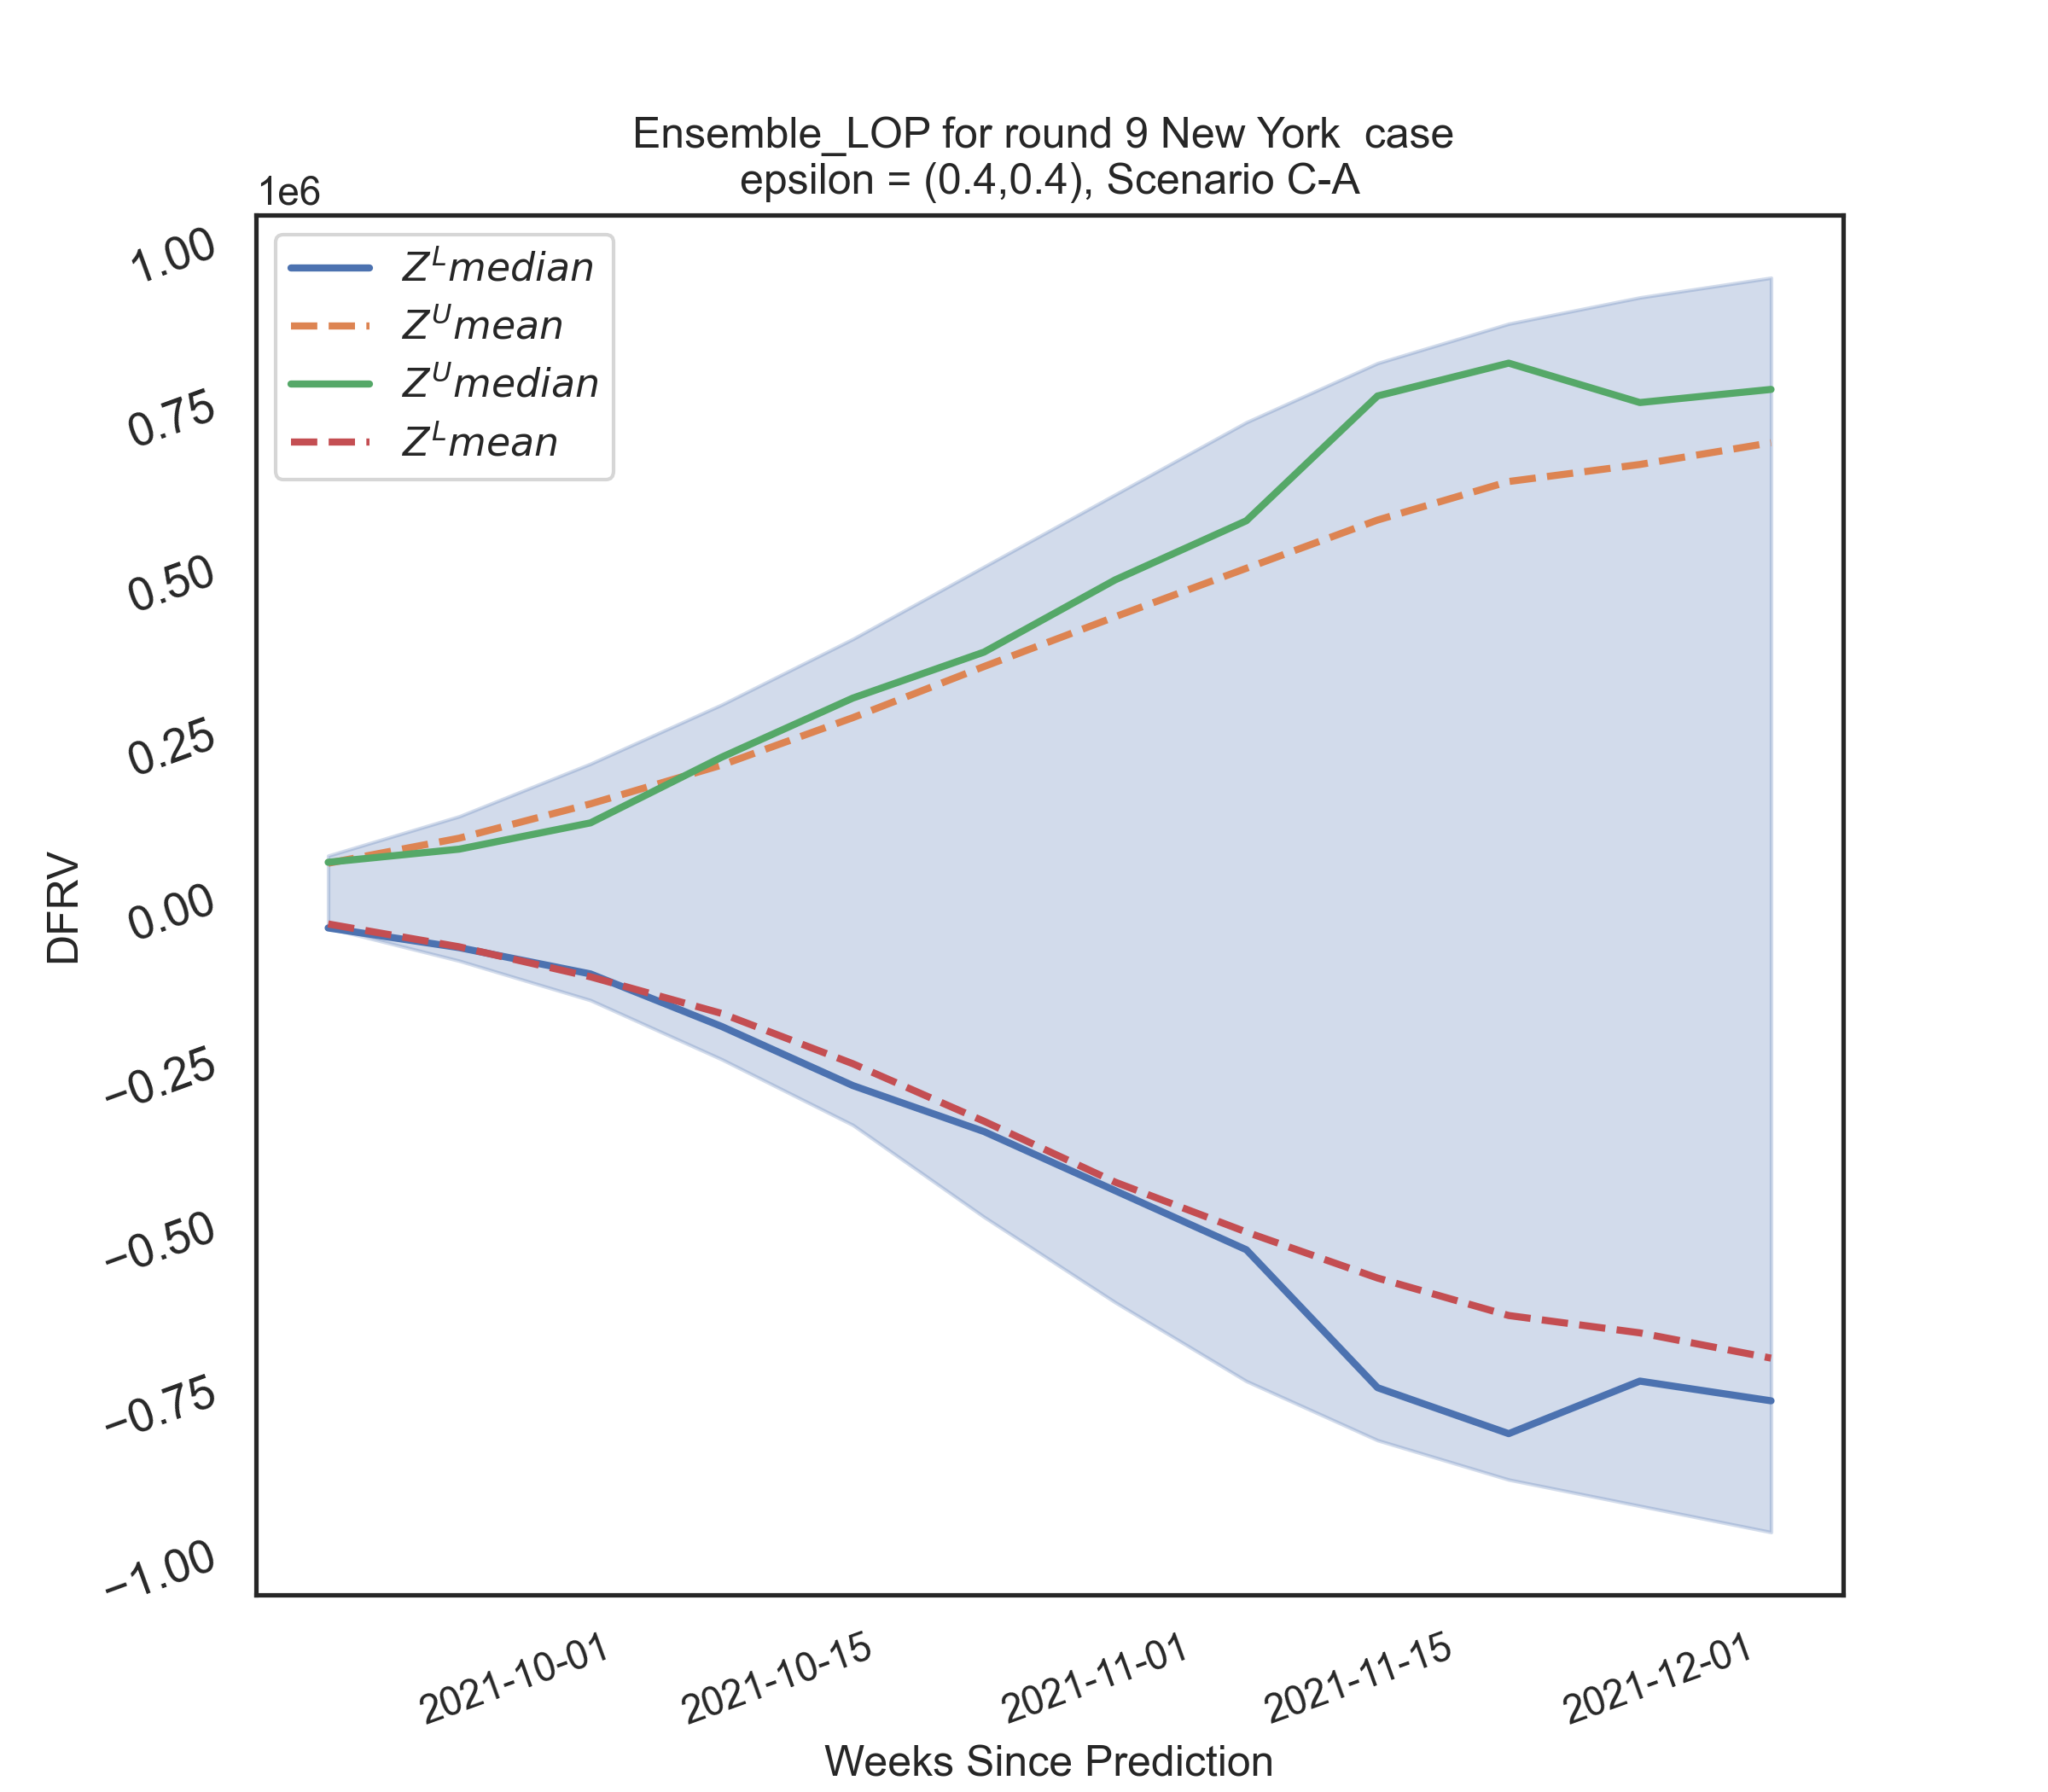 Ensemble_LOP for round 9 New York  case
epsilon = (0.4,0.4), Scenario C-A
1e6
Z^L median
Z^U mean
Z^U median
Z^L mean
1.00
0.75
0.50
0.25
0.00
−0.25
−0.50
−0.75
−1.00
DFRV
2021-10-01
2021-10-15
2021-11-01
2021-11-15
2021-12-01
Weeks Since Prediction